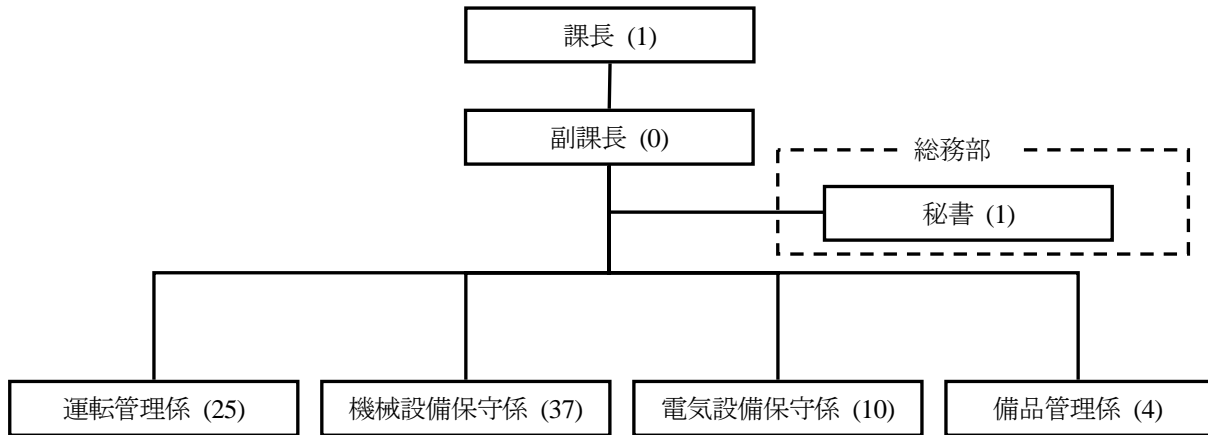 課長 (1)
副課長 (0)
総務部
秘書 (1)
運転管理係 (25)
機械設備保守係 (37)
電気設備保守係 (10)
備品管理係 (4)